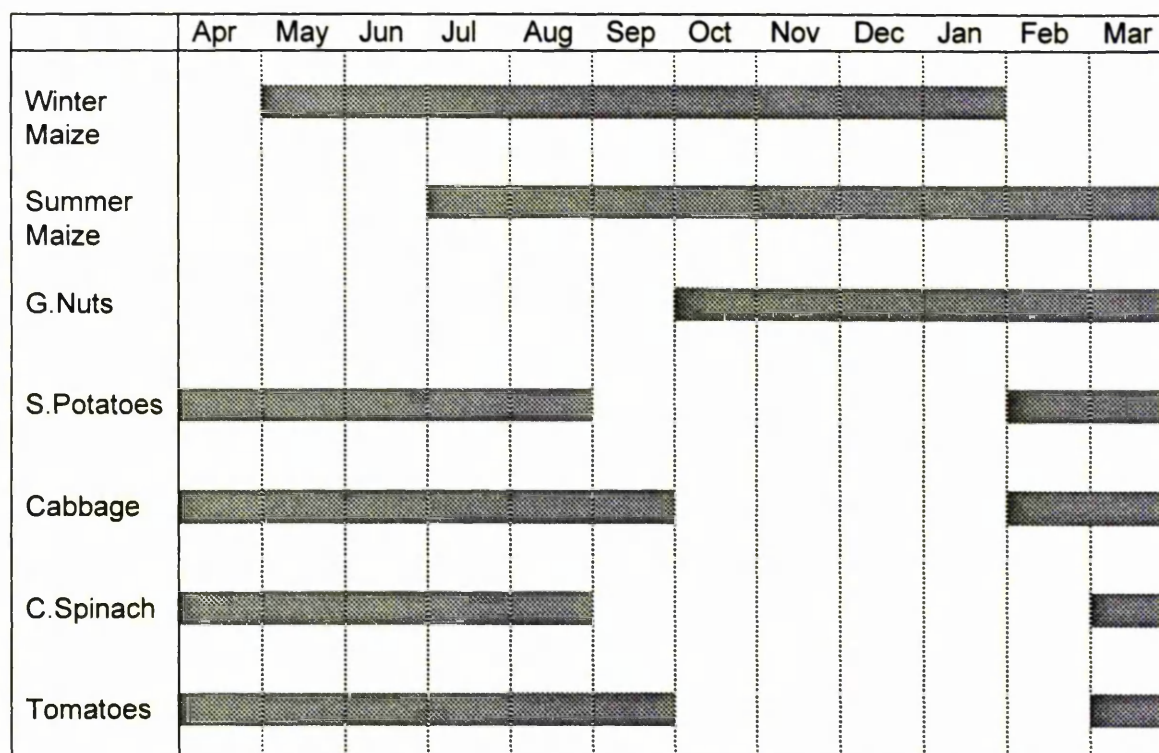 Apr May Jun Jul Aug Sep Oct Nov Dec Jan Feb Mar
Winter
Maize
Summer
Maize
G.Nuts
S.Potatoes
Cabbage
C.Spinach
Tomatoes